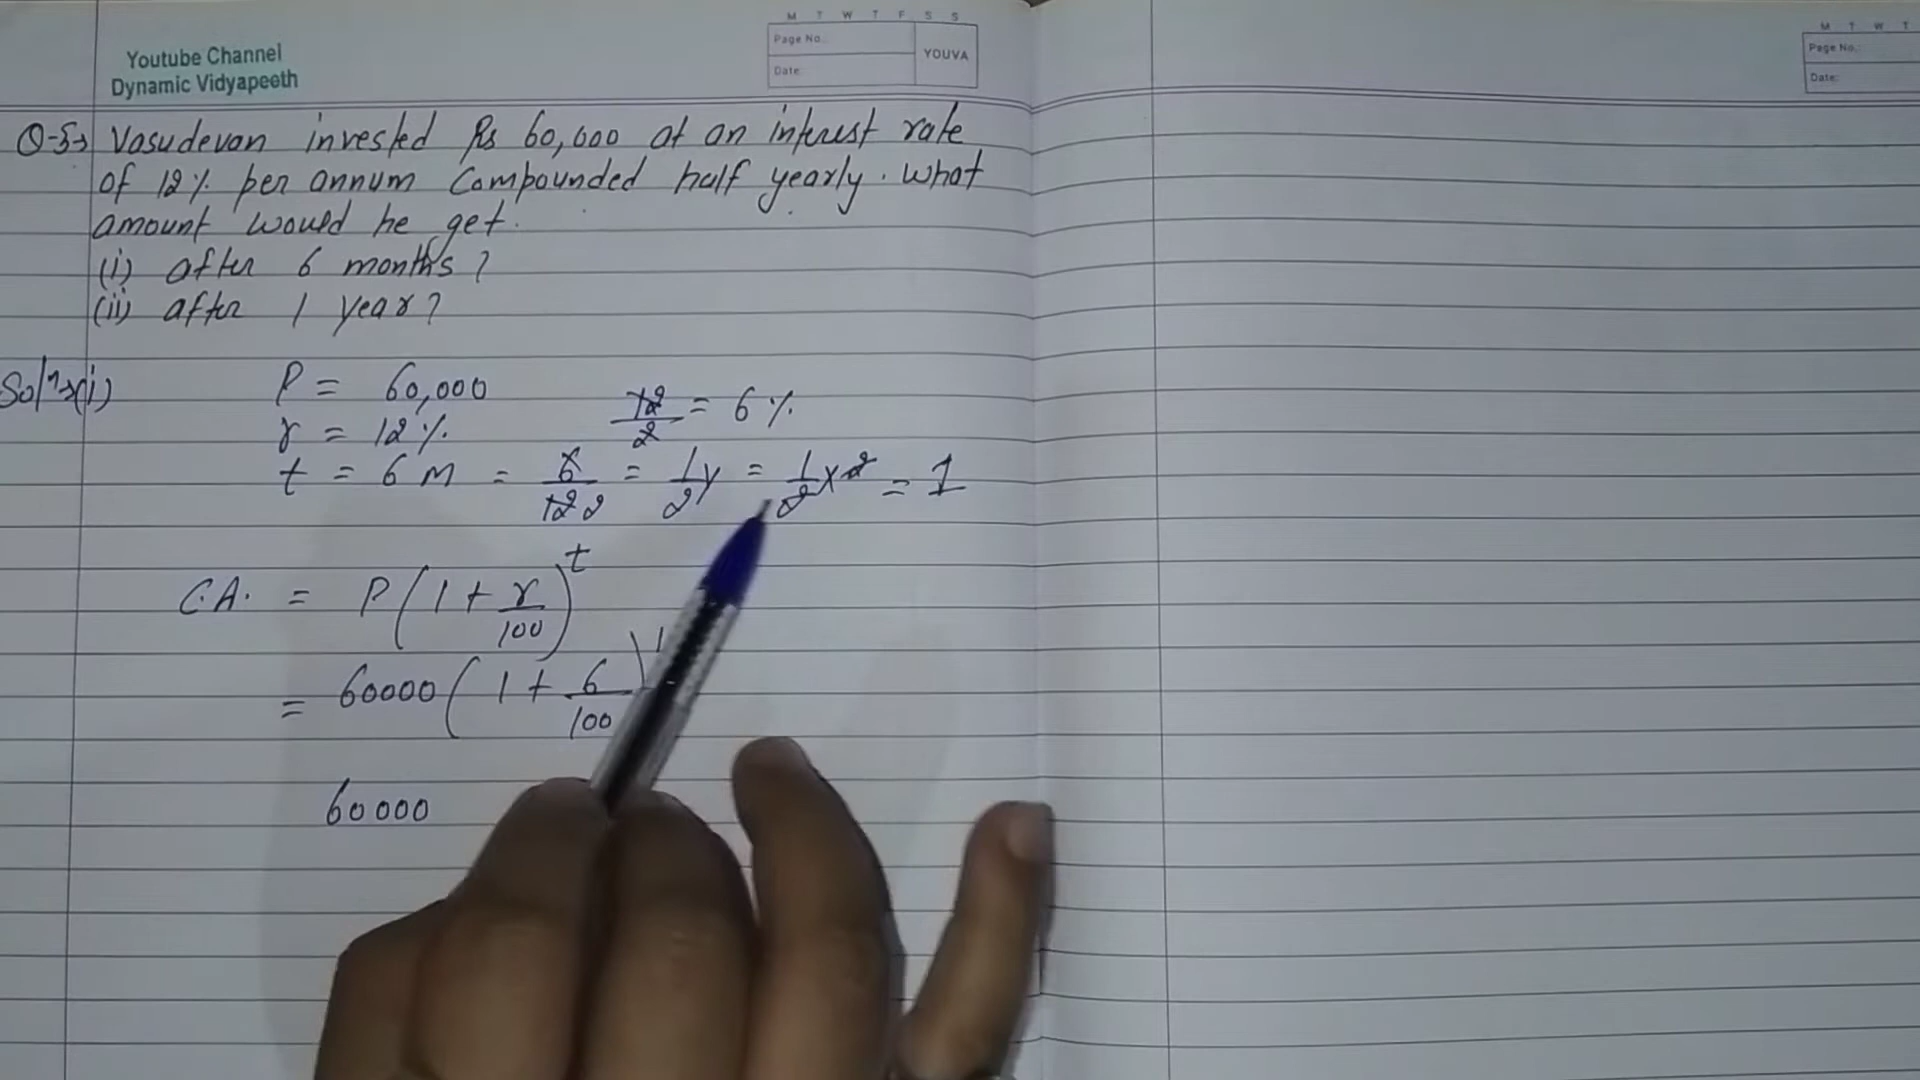 M T W T F S S
Page No.:
YOUVA
Date:
M T W T
Page No.:
Date:
Youtube Channel
Dynamic Vidyapeeth
Q-5→ Vasudevan invested Rs 60,000 at an interest rate
of 12% per annum compounded half yearly. What
amount would he get.
(i) after 6 months?
(ii) after 1 year?
Solⁿ→(i) P = 60,000
r = 12% 12/2 = 6%
t = 6 M = 6/12 2 = 1/2 y = 1/2 x 2 = 1
C.A. = P(1 + r/100)^t
= 60000(1 + 6/100)^1
60000